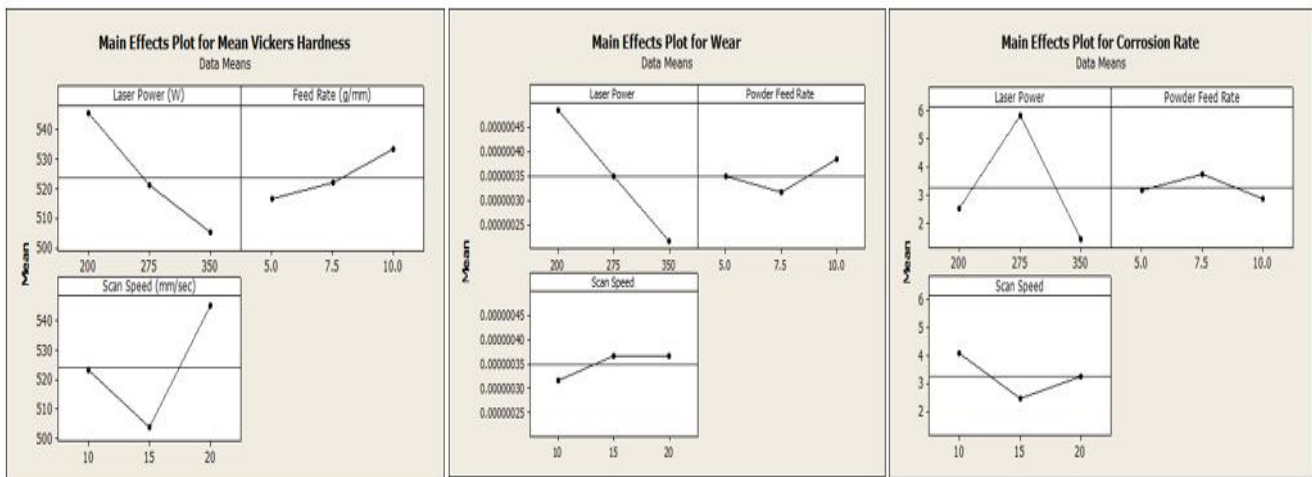 Main Effects Plot for Mean Vickers Hardness
Data Means
Laser Power (W)
Feed Rate (g/mm)
540
530
520
510
500
200 275 350
5.0 7.5 10.0
Mean
Scan Speed (mm/sec)
540
530
520
510
500
10 15 20
Main Effects Plot for Wear
Data Means
Laser Power
Powder Feed Rate
0.00000045
0.00000040
0.00000035
0.00000030
0.00000025
200 275 350
5.0 7.5 10.0
Mean
Scan Speed
0.00000045
0.00000040
0.00000035
0.00000030
0.00000025
10 15 20
Main Effects Plot for Corrosion Rate
Data Means
Laser Power
Powder Feed Rate
6
5
4
3
2
200 275 350
5.0 7.5 10.0
Mean
Scan Speed
6
5
4
3
2
10 15 20